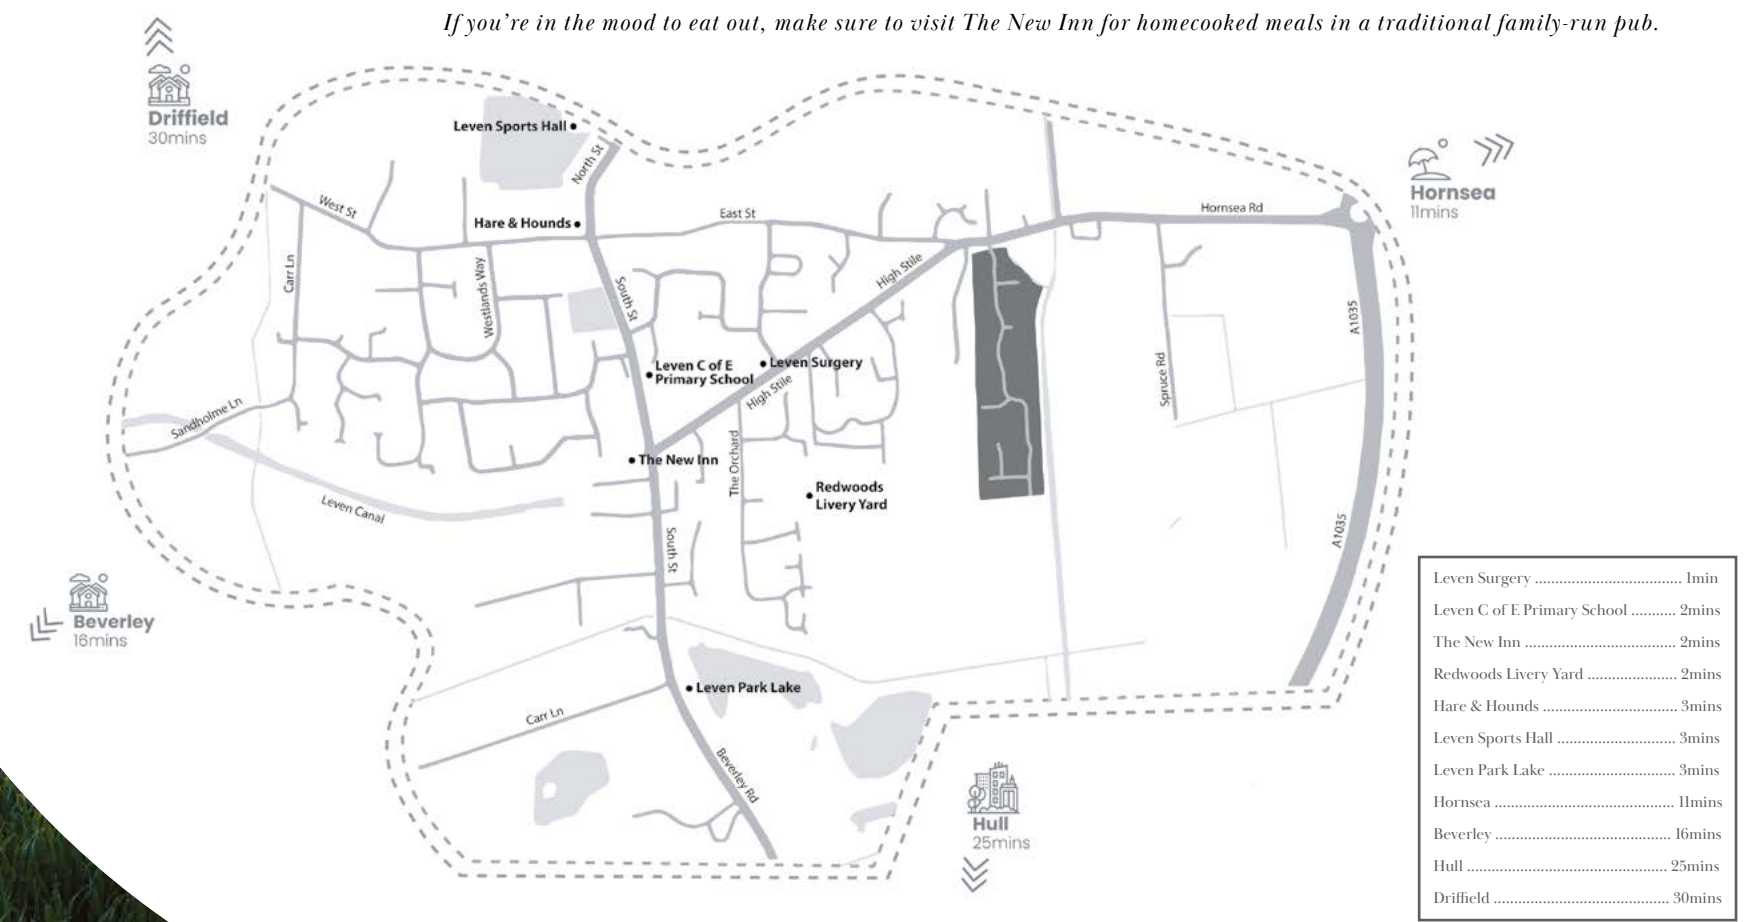 If you're in the mood to eat out, make sure to visit The New Inn for homecooked meals in a traditional family-run pub.
Driffield
30mins
Leven Sports Hall
North St
Hornsea
11mins
West St
Hare & Hounds
East St
Hornsea Rd
Carr Ln
Westlands Way
South St
High Stile
A1035
Leven C of E
Primary School
Leven Surgery
High Stile
Spruce Rd
Sandholme Ln
The New Inn
The Orchard
Redwoods
Livery Yard
Leven Canal
South St
A1035
Beverley
16mins
Leven Park Lake
Carr Ln
Beverley Rd
Hull
25mins
Leven Surgery .................................... 1min
Leven C of E Primary School ........... 2mins
The New Inn ..................................... 2mins
Redwoods Livery Yard ...................... 2mins
Hare & Hounds ................................. 3mins
Leven Sports Hall ............................. 3mins
Leven Park Lake ............................... 3mins
Hornsea ............................................ 11mins
Beverley ........................................... 16mins
Hull ................................................. 25mins
Driffield ........................................... 30mins